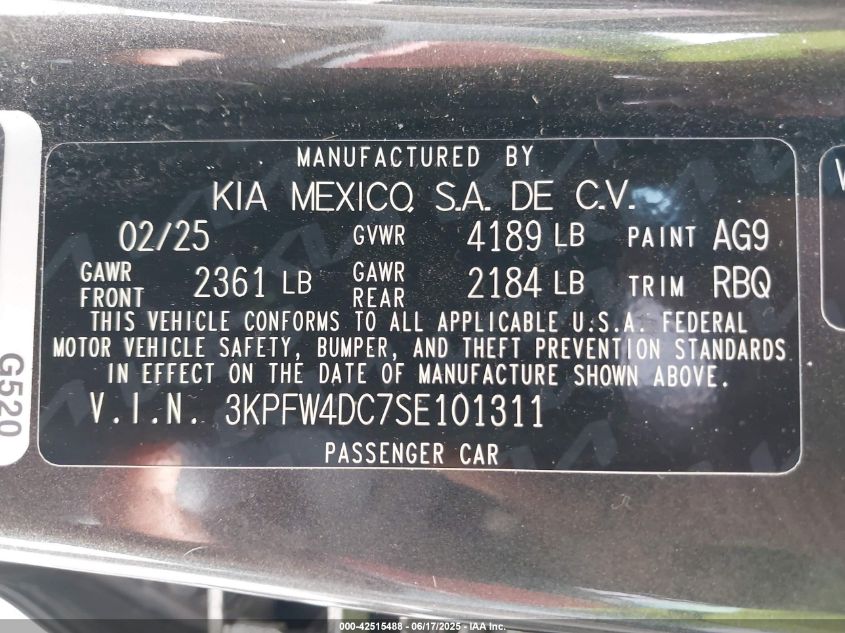 MANUFACTURED BY
KIA MEXICO, S.A. DE C.V.
02/25 GVWR 4189 LB PAINT AG9
GAWR FRONT 2361 LB GAWR REAR 2184 LB TRIM RBQ
THIS VEHICLE CONFORMS TO ALL APPLICABLE U.S.A. FEDERAL
MOTOR VEHICLE SAFETY, BUMPER, AND THEFT PREVENTION STANDARDS
IN EFFECT ON THE DATE OF MANUFACTURE SHOWN ABOVE.
V.I.N. 3KPFW4DC7SE101311
PASSENGER CAR
G520
000-42515488 - 06/17/2025 - IAA Inc.